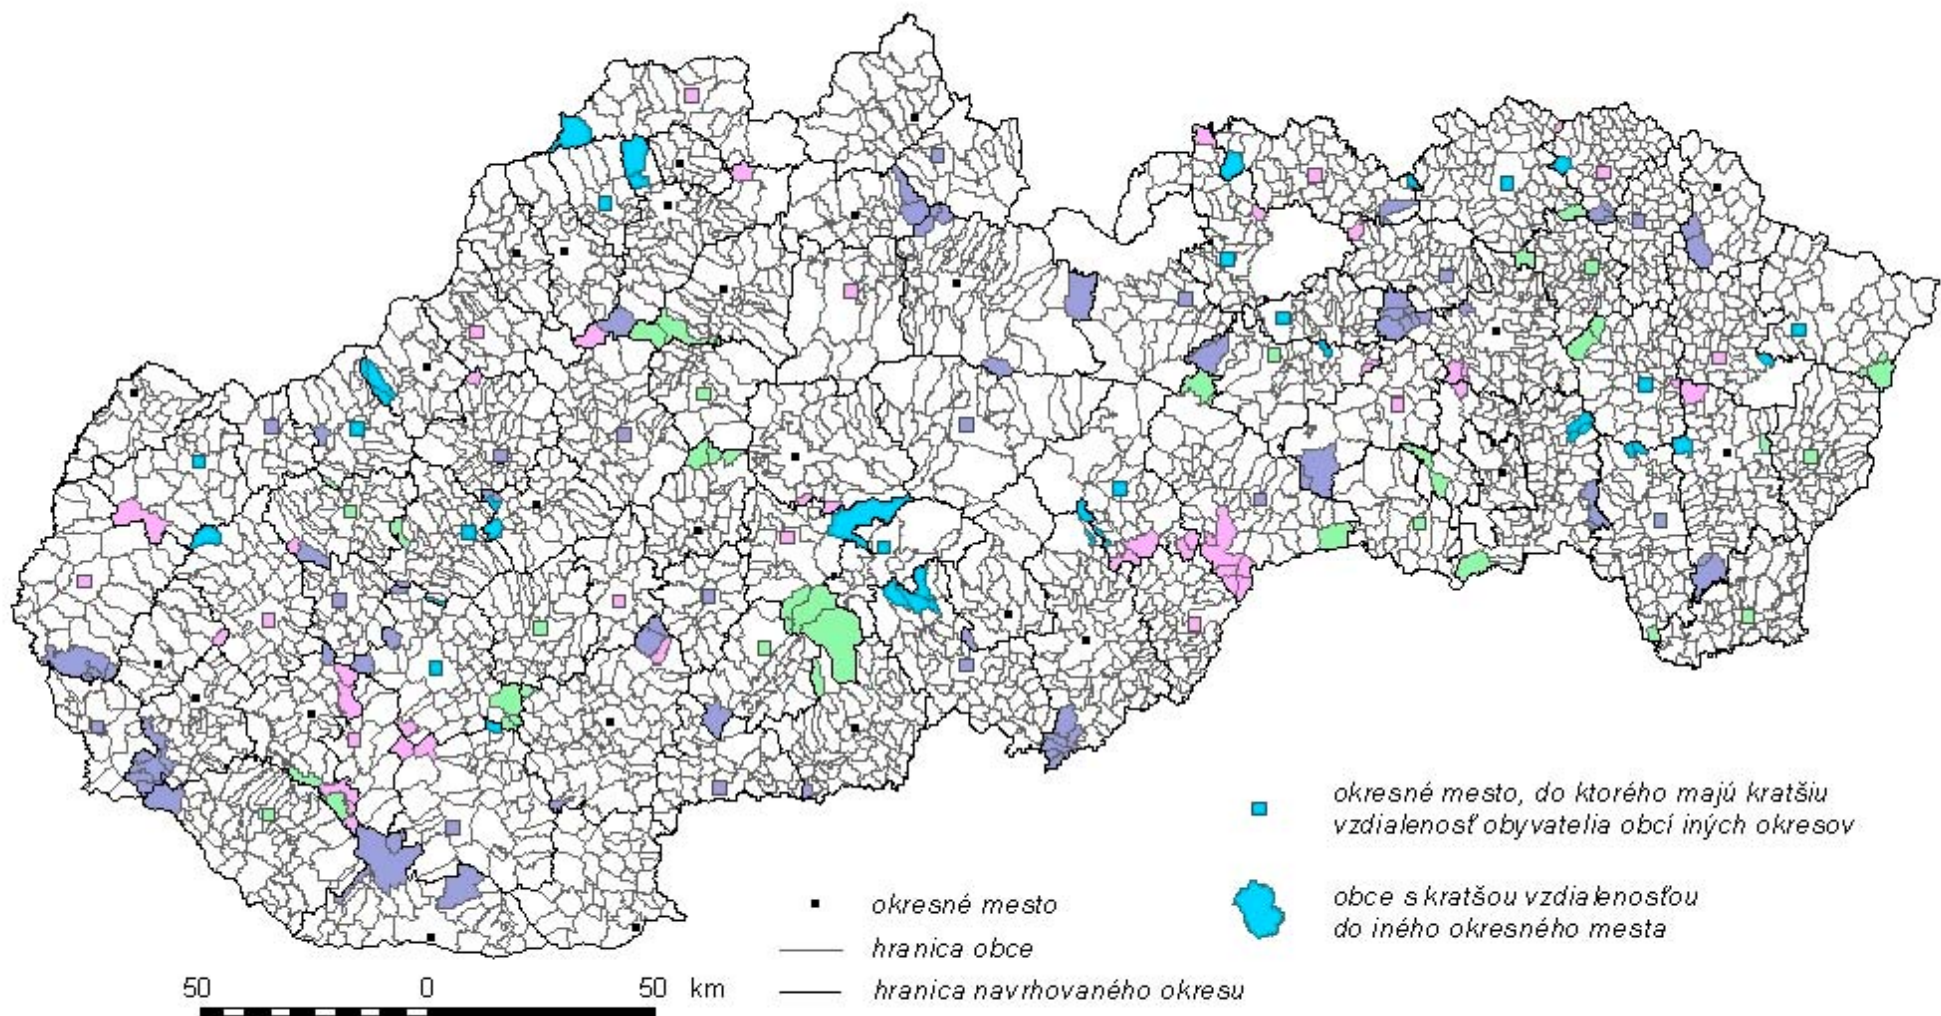 okresné mesto, do ktorého majú kratšiu
vzdialenosť obyvatelia obcí iných okresov
obce s kratšou vzdialenosťou
do iného okresného mesta
okresné mesto
hranica obce
hranica navrhovaného okresu
50 0 50 km